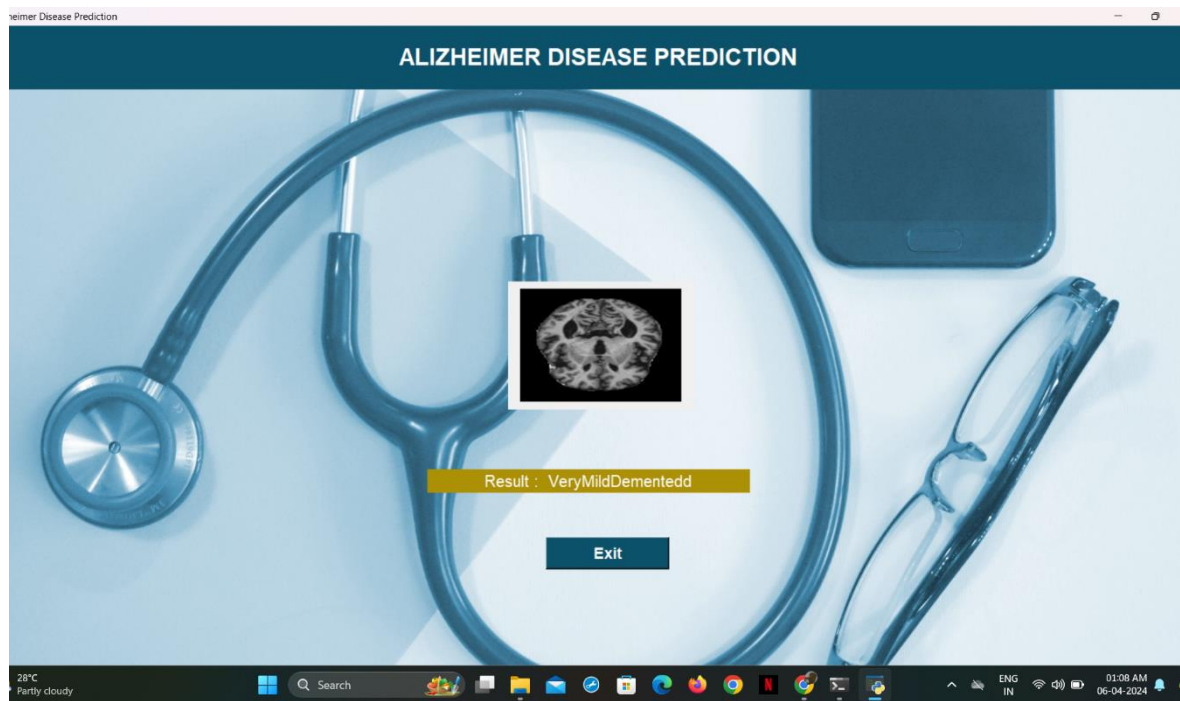 heimer Disease Prediction
ALIZHEIMER DISEASE PREDICTION
Result : VeryMildDementedd
Exit
28°C
Partly cloudy
Search
ENG
IN
01:08 AM
06-04-2024